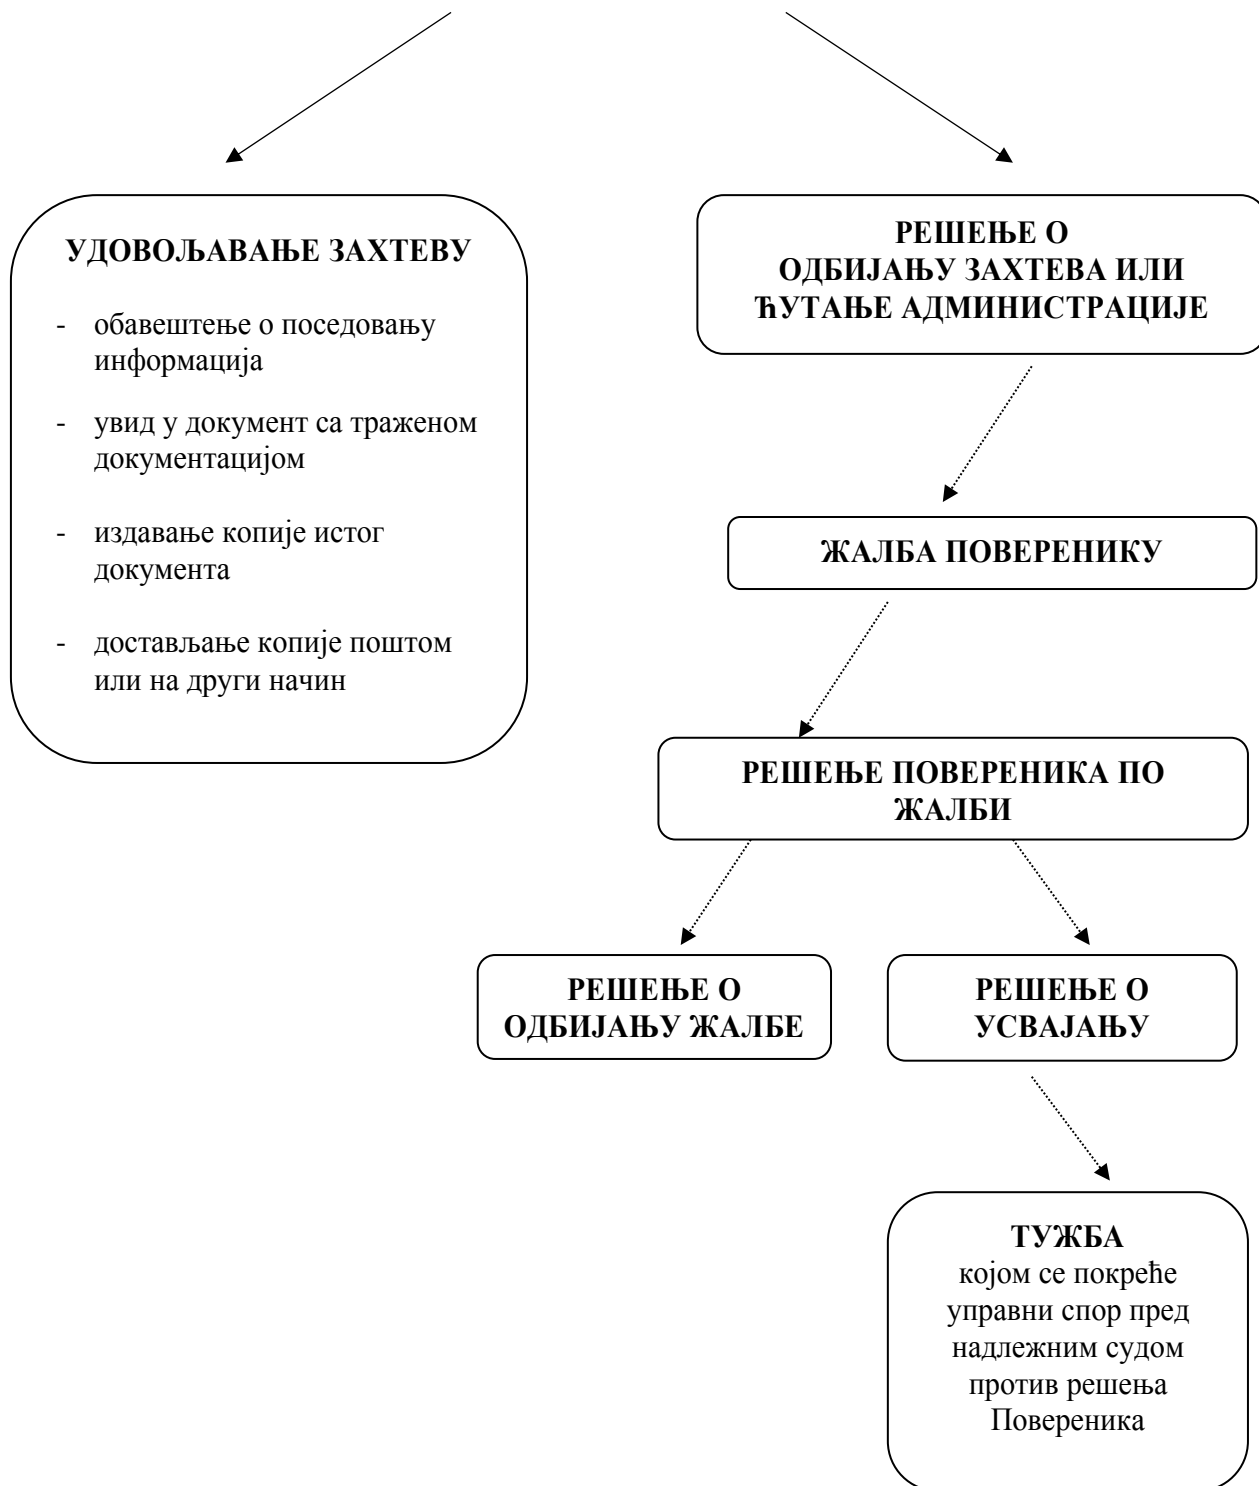 УДОВОЉАВАЊЕ ЗАХТЕВУ
- обавештење о поседовању
информација
- увид у документ са траженом
документацијом
- издавање копије истог
документа
- достављање копије поштом
или на други начин
РЕШЕЊЕ О
ОДБИЈАЊУ ЗАХТЕВА ИЛИ
ЋУТАЊЕ АДМИНИСТРАЦИЈЕ
ЖАЛБА ПОВЕРЕНИКУ
РЕШЕЊЕ ПОВЕРЕНИКА ПО
ЖАЛБИ
РЕШЕЊЕ О
ОДБИЈАЊУ ЖАЛБЕ
РЕШЕЊЕ О
УСВАЈАЊУ
ТУЖБА
којом се покреће
управни спор пред
надлежним судом
против решења
Повереника